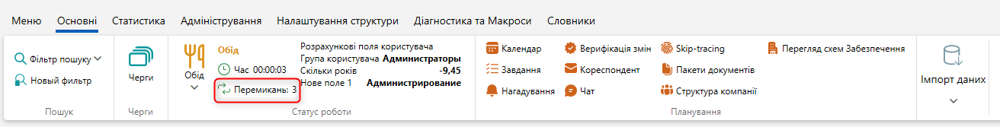 Меню Основні Статистика Адміністрування Налаштування структури Діагностика та Макроси Словники
Фільтр пошуку
Новый фильтр
Пошук
Черги
Черги
Обід
Обід
Час 00:00:03
Перемикань: 3
Розрахункові поля користувача
Група користувача Администраторы
Скільки років -9,45
Нове поле 1 Администрирование
Статус роботи
Календар
Завдання
Нагадування
Верифікація змін
Кореспондент
Чат
Skip-tracing
Пакети документів
Структура компанії
Перегляд схем Забезпечення
Планування
Імпорт даних